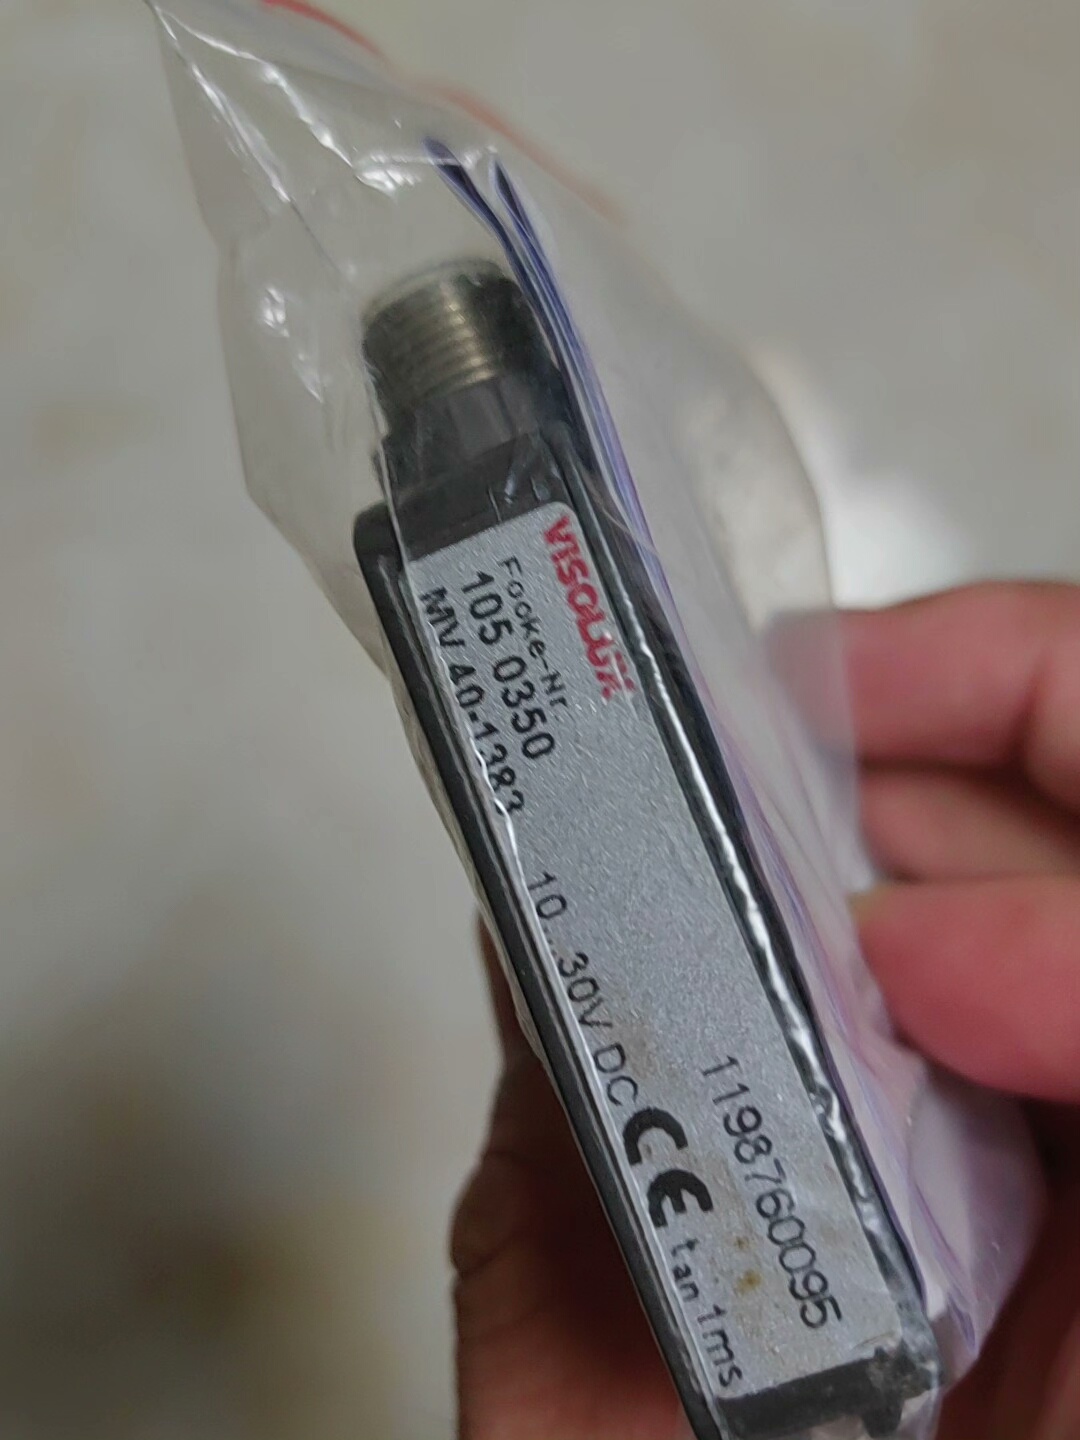 VISOLUX
Focke-Nr
105 0350
MV 40-1383
10...30V DC
1198760095
CE
tan 1ms